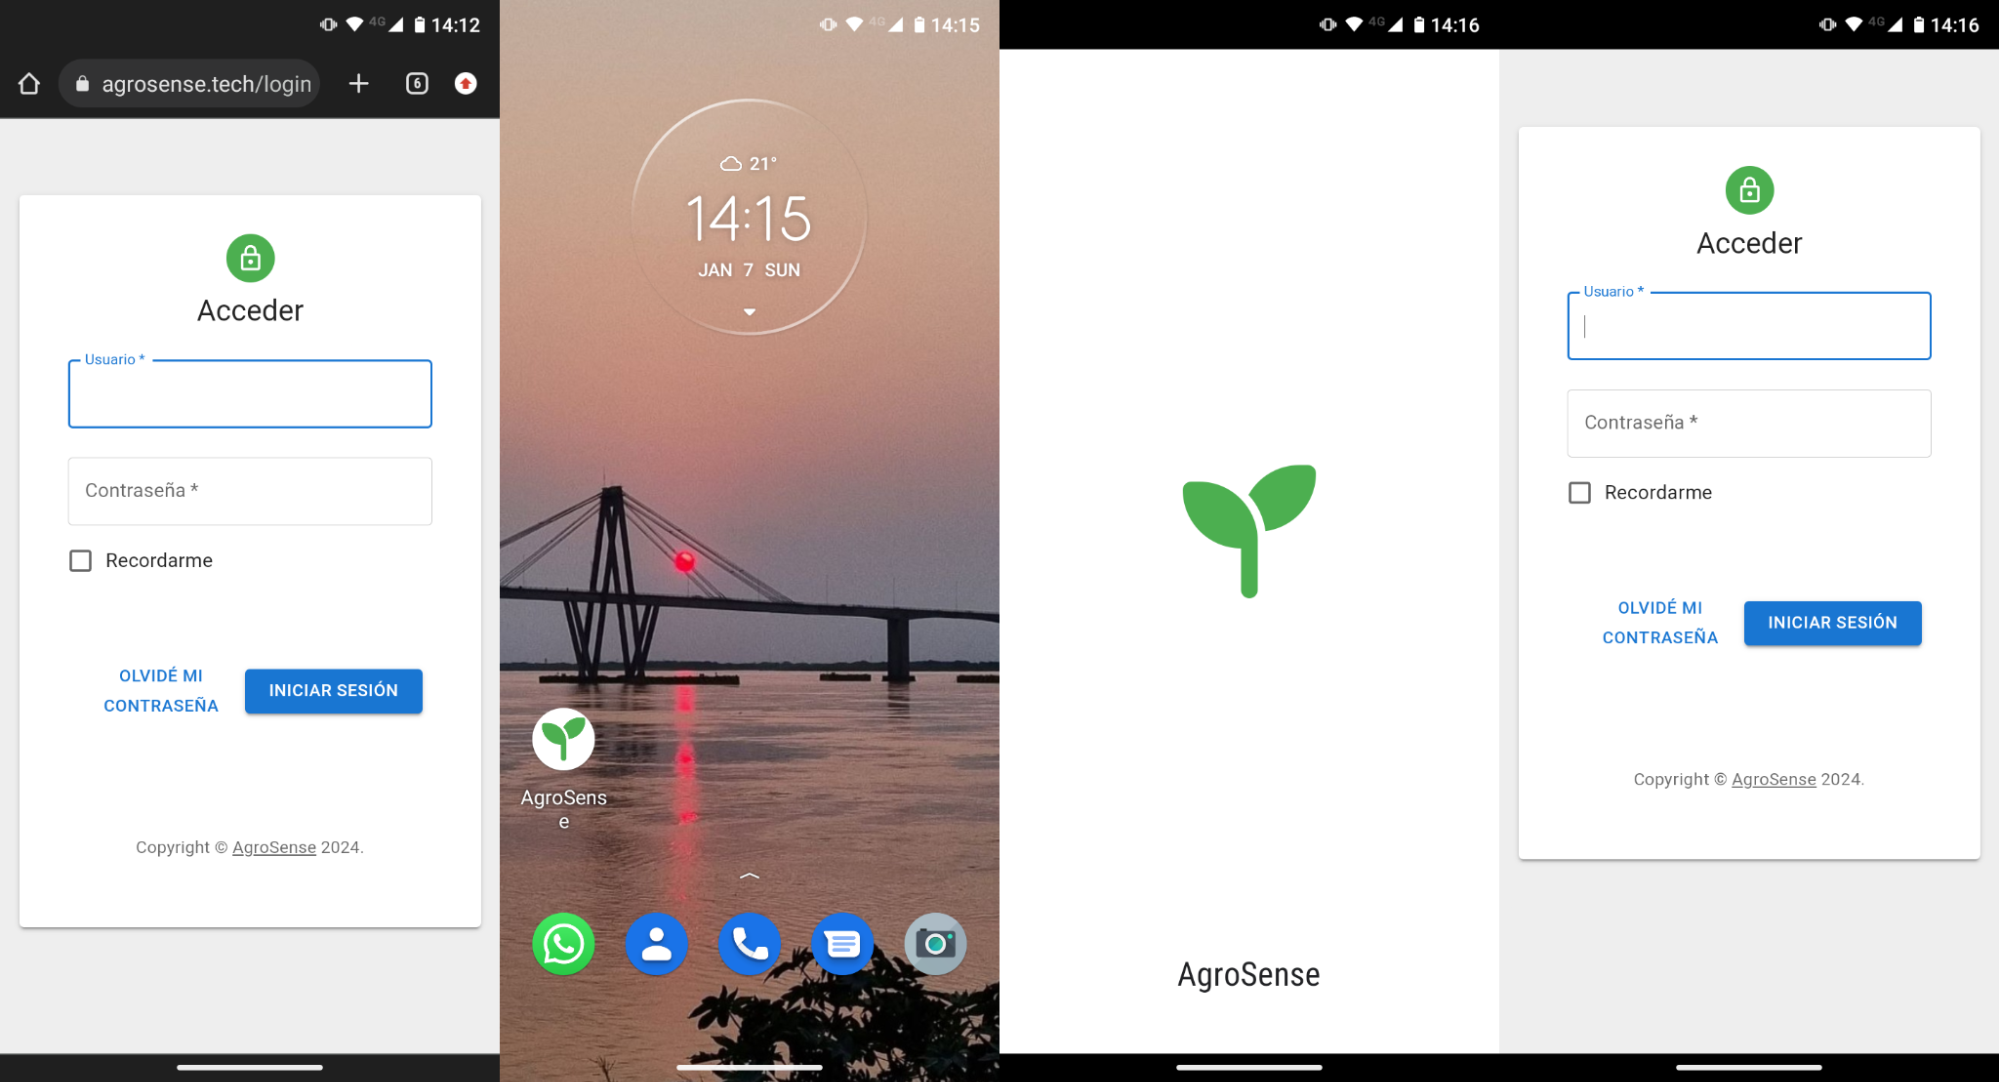 4G 14:12
agrosense.tech/login
6
Acceder
Usuario *
Contraseña *
Recordarme
OLVIDÉ MI
CONTRASEÑA
INICIAR SESIÓN
Copyright © AgroSense 2024.
4G 14:15
21°
14:15
JAN 7 SUN
AgroSens
e
4G 14:16
AgroSense
4G 14:16
Acceder
Usuario *
Contraseña *
Recordarme
OLVIDÉ MI
CONTRASEÑA
INICIAR SESIÓN
Copyright © AgroSense 2024.